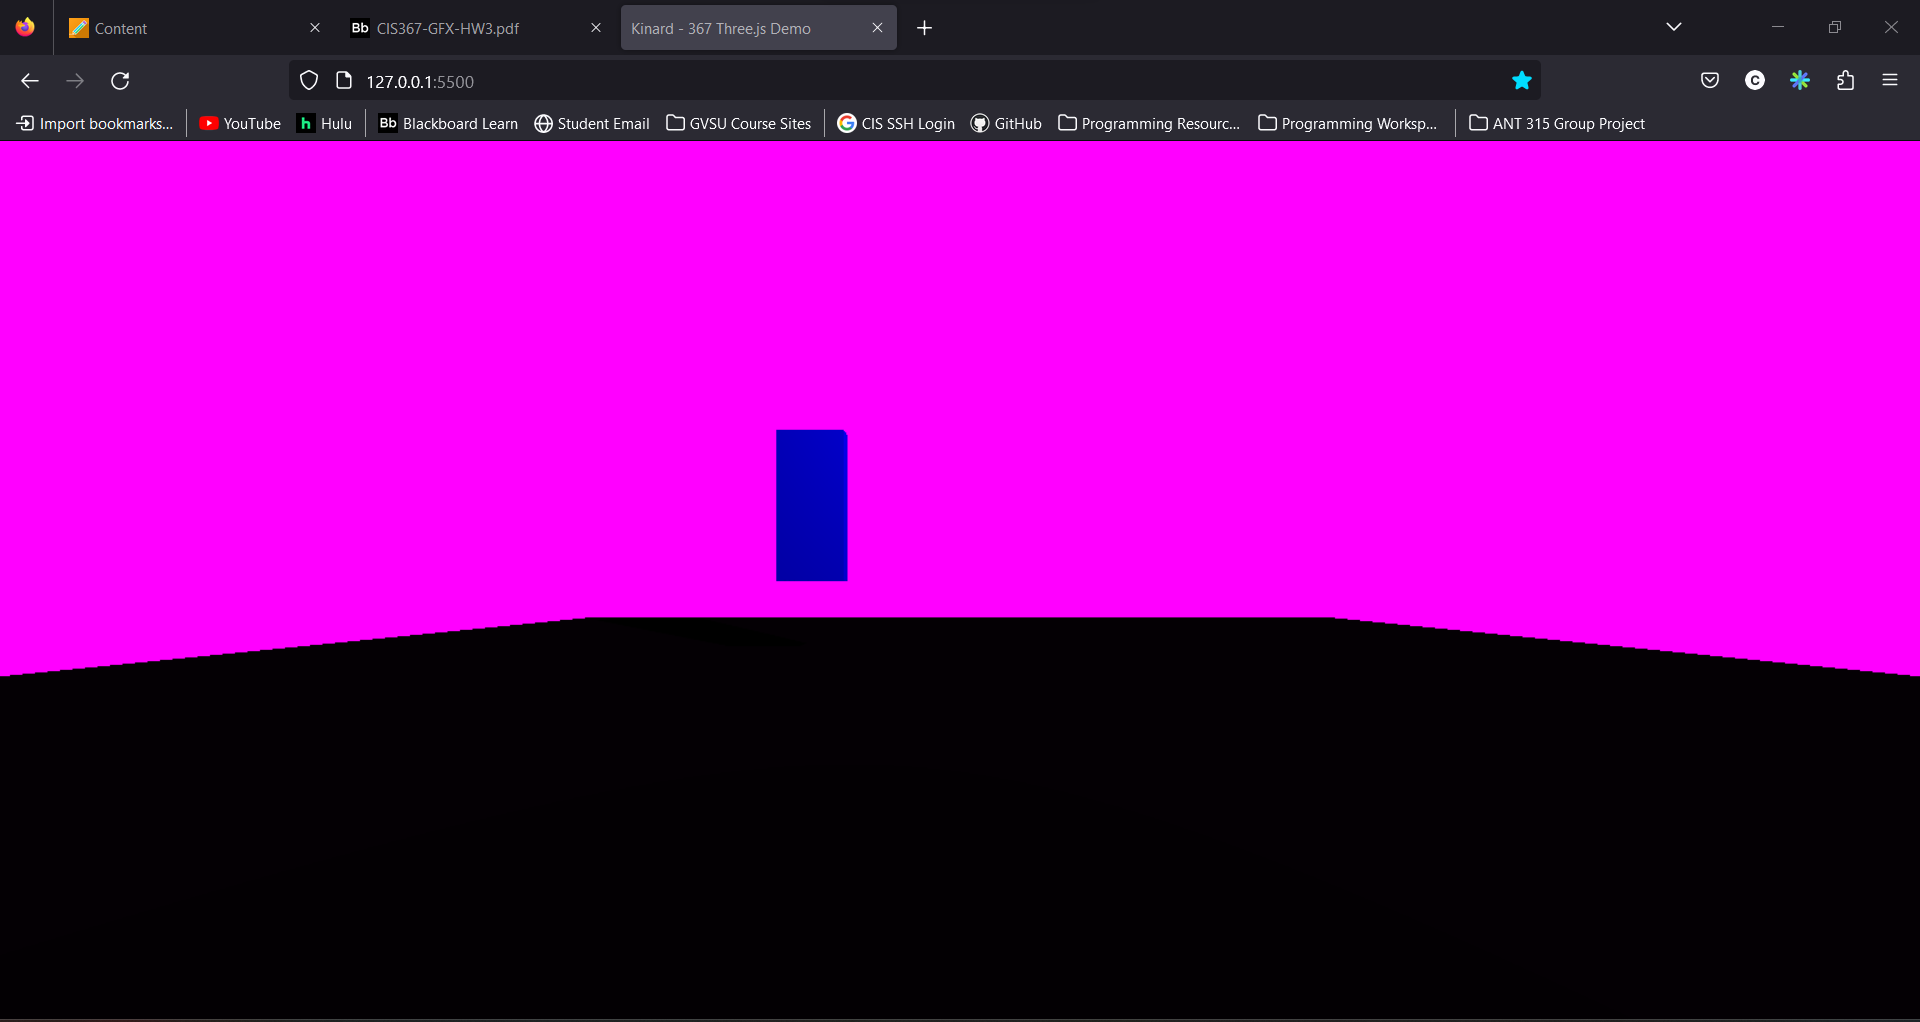 Content
Bb CIS367-GFX-HW3.pdf
Kinard - 367 Three.js Demo
127.0.0.1:5500
C
Import bookmarks...
YouTube
h Hulu
Bb Blackboard Learn
Student Email
GVSU Course Sites
G CIS SSH Login
GitHub
Programming Resourc...
Programming Worksp...
ANT 315 Group Project